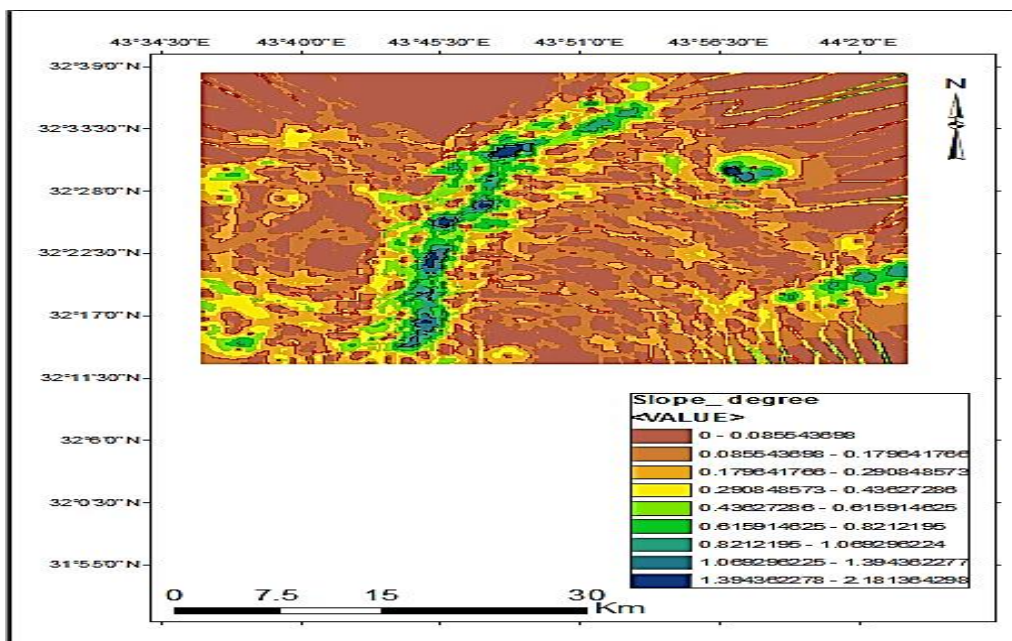 43°34'30"E 43°40'0"E 43°45'30"E 43°51'0"E 43°56'30"E 44°2'0"E
32°39'0"N
32°33'30"N
32°28'0"N
32°22'30"N
32°17'0"N
32°11'30"N
32°6'0"N
32°0'30"N
31°55'0"N
N
Slope_degree
<VALUE>
0 - 0.085543698
0.085543698 - 0.179641766
0.179641766 - 0.290848573
0.290848573 - 0.43627286
0.43627286 - 0.615914625
0.615914625 - 0.8212195
0.8212195 - 1.069296224
1.069296225 - 1.394362277
1.394362278 - 2.181364298
0 7.5 15 30
Km